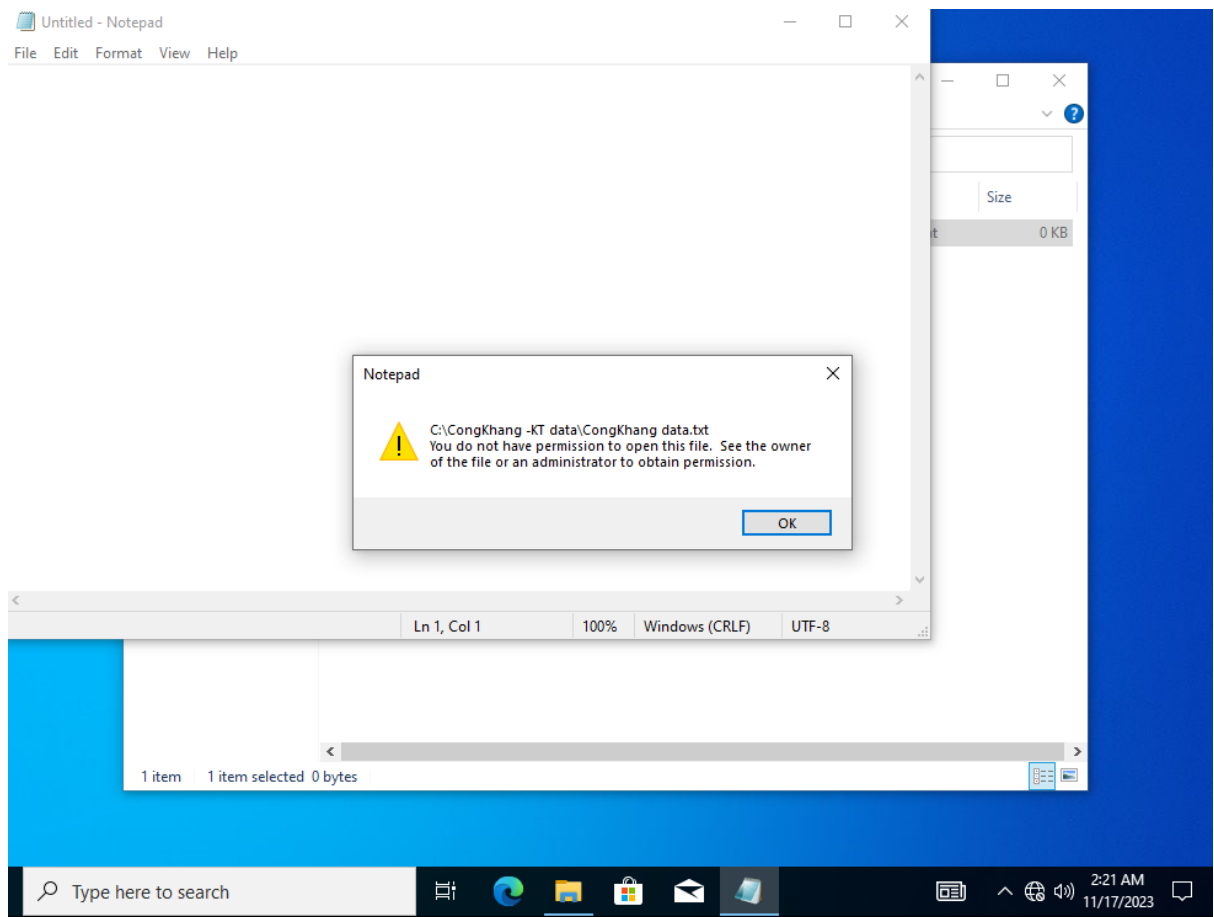 Untitled - Notepad
File Edit Format View Help
Size
0 KB
Notepad
C:\CongKhang -KT data\CongKhang data.txt
You do not have permission to open this file. See the owner
of the file or an administrator to obtain permission.
OK
Ln 1, Col 1 100% Windows (CRLF) UTF-8
1 item 1 item selected 0 bytes
Type here to search
2:21 AM
11/17/2023